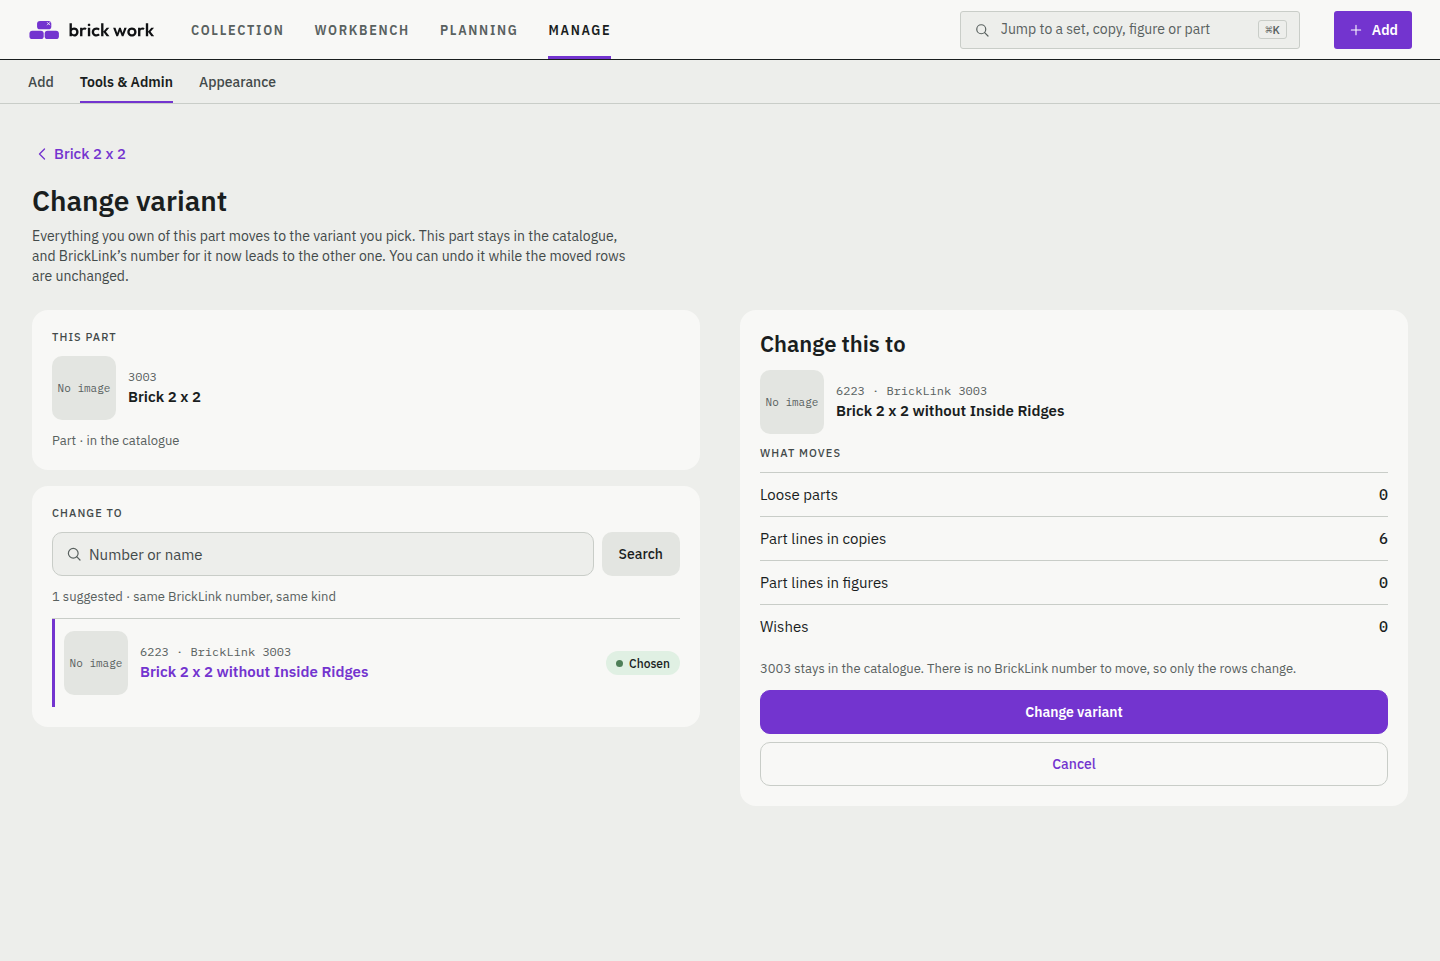 brick work
COLLECTION
WORKBENCH
PLANNING
MANAGE
Jump to a set, copy, figure or part
⌘K
+ Add
Add
Tools & Admin
Appearance
Brick 2 x 2
Change variant
Everything you own of this part moves to the variant you pick. This part stays in the catalogue,
and BrickLink’s number for it now leads to the other one. You can undo it while the moved rows
are unchanged.
THIS PART
No image
3003
Brick 2 x 2
Part · in the catalogue
CHANGE TO
Number or name
Search
1 suggested · same BrickLink number, same kind
No image
6223 · BrickLink 3003
Brick 2 x 2 without Inside Ridges
Chosen
Change this to
No image
6223 · BrickLink 3003
Brick 2 x 2 without Inside Ridges
WHAT MOVES
Loose parts 0
Part lines in copies 6
Part lines in figures 0
Wishes 0
3003 stays in the catalogue. There is no BrickLink number to move, so only the rows change.
Change variant
Cancel